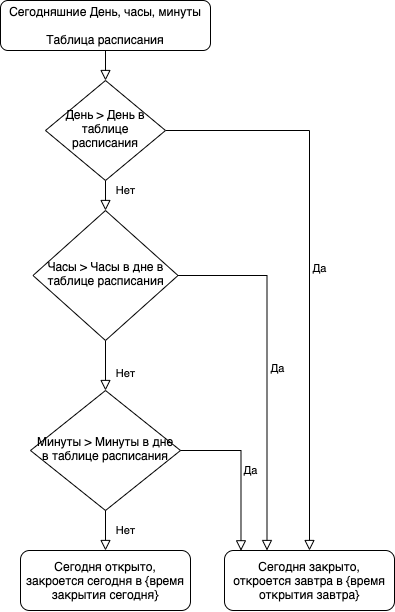 Сегодняшние День, часы, минуты
Таблица расписания
День > День в
таблице
расписания
Нет
Часы > Часы в дне в
таблице расписания
Да
Нет
Да
Минуты > Минуты в дне
в таблице расписания
Да
Нет
Сегодня открыто,
закроется сегодня в {время
закрытия сегодня}
Сегодня закрыто,
откроется завтра в {время
открытия завтра}